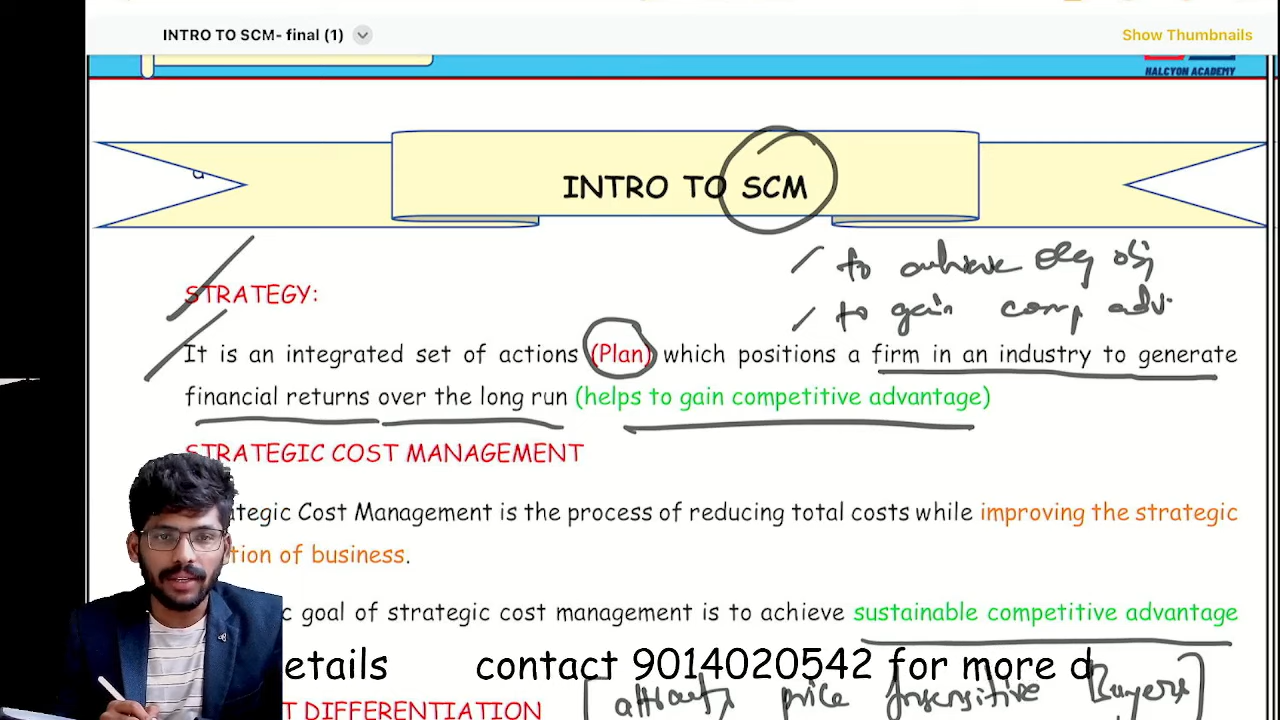 INTRO TO SCM- final (1)
Show Thumbnails
HALCYON ACADEMY
INTRO TO SCM
to achieve Org obj
to gain comp adv
STRATEGY:
It is an integrated set of actions (Plan) which positions a firm in an industry to generate
financial returns over the long run (helps to gain competitive advantage)
STRATEGIC COST MANAGEMENT
tegic Cost Management is the process of reducing total costs while improving the strategic
tion of business.
goal of strategic cost management is to achieve sustainable competitive advantage
etails contact 9014020542 for more d
[attract price insensitive Buyers]
T DIFFERENTIATION